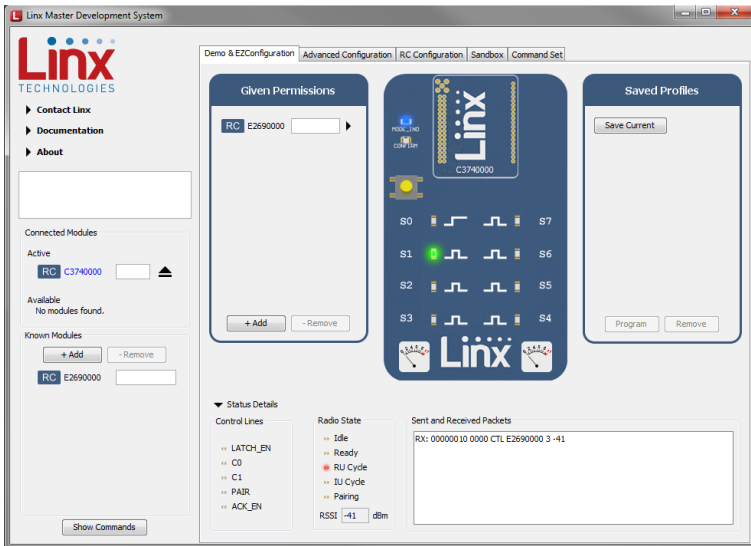 Linx Master Development System
Linx
TECHNOLOGIES
Contact Linx
Documentation
About
Connected Modules
Active
RC C3740000
Available
No modules found.
Known Modules
+ Add - Remove
RC E2690000
Show Commands
Demo & EZConfiguration Advanced Configuration RC Configuration Sandbox Command Set
Given Permissions
RC E2690000
+ Add - Remove
MODE_IND
CONFIRM
Linx
C3740000
S0 S7
S1 S6
S2 S5
S3 S4
Linx
Saved Profiles
Save Current
Program Remove
Status Details
Control Lines
LATCH_EN
C0
C1
PAIR
ACK_EN
Radio State
Idle
Ready
RU Cycle
IU Cycle
Pairing
RSSI -41 dBm
Sent and Received Packets
RX: 00000010 0000 CTL E2690000 3 -41